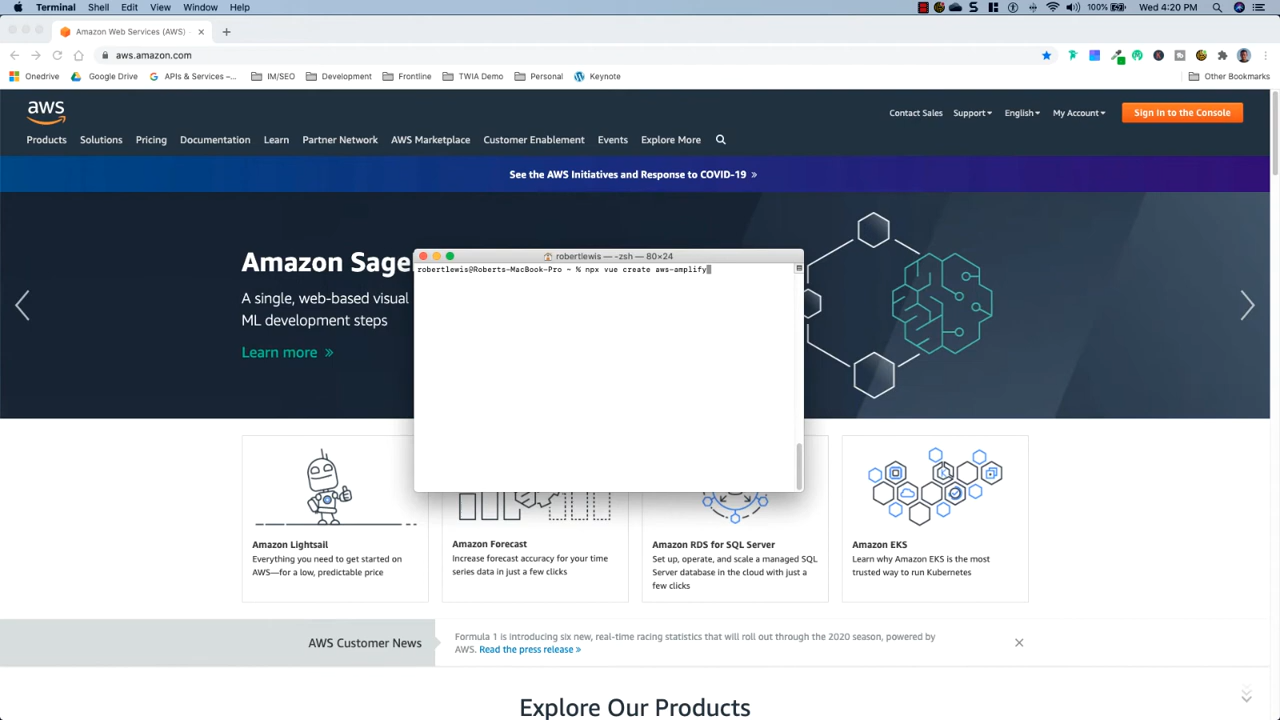 Terminal Shell Edit View Window Help
100% Wed 4:20 PM
Amazon Web Services (AWS)
aws.amazon.com
Onedrive Google Drive APIs & Services –... IM/SEO Development Frontline TWIA Demo Personal Keynote Other Bookmarks
aws
Contact Sales Support English My Account Sign In to the Console
Products Solutions Pricing Documentation Learn Partner Network AWS Marketplace Customer Enablement Events Explore More
See the AWS Initiatives and Response to COVID-19 »
Amazon Sage
A single, web-based visual
ML development steps
Learn more »
robertlewis — -zsh — 80×24
robertlewis@Roberts-MacBook-Pro ~ % npx vue create aws-amplify
Amazon Lightsail
Everything you need to get started on
AWS—for a low, predictable price
Amazon Forecast
Increase forecast accuracy for your time
series data in just a few clicks
Amazon RDS for SQL Server
Set up, operate, and scale a managed SQL
Server database in the cloud with just a
few clicks
Amazon EKS
Learn why Amazon EKS is the most
trusted way to run Kubernetes
AWS Customer News
Formula 1 is introducing six new, real-time racing statistics that will roll out through the 2020 season, powered by
AWS. Read the press release »
Explore Our Products